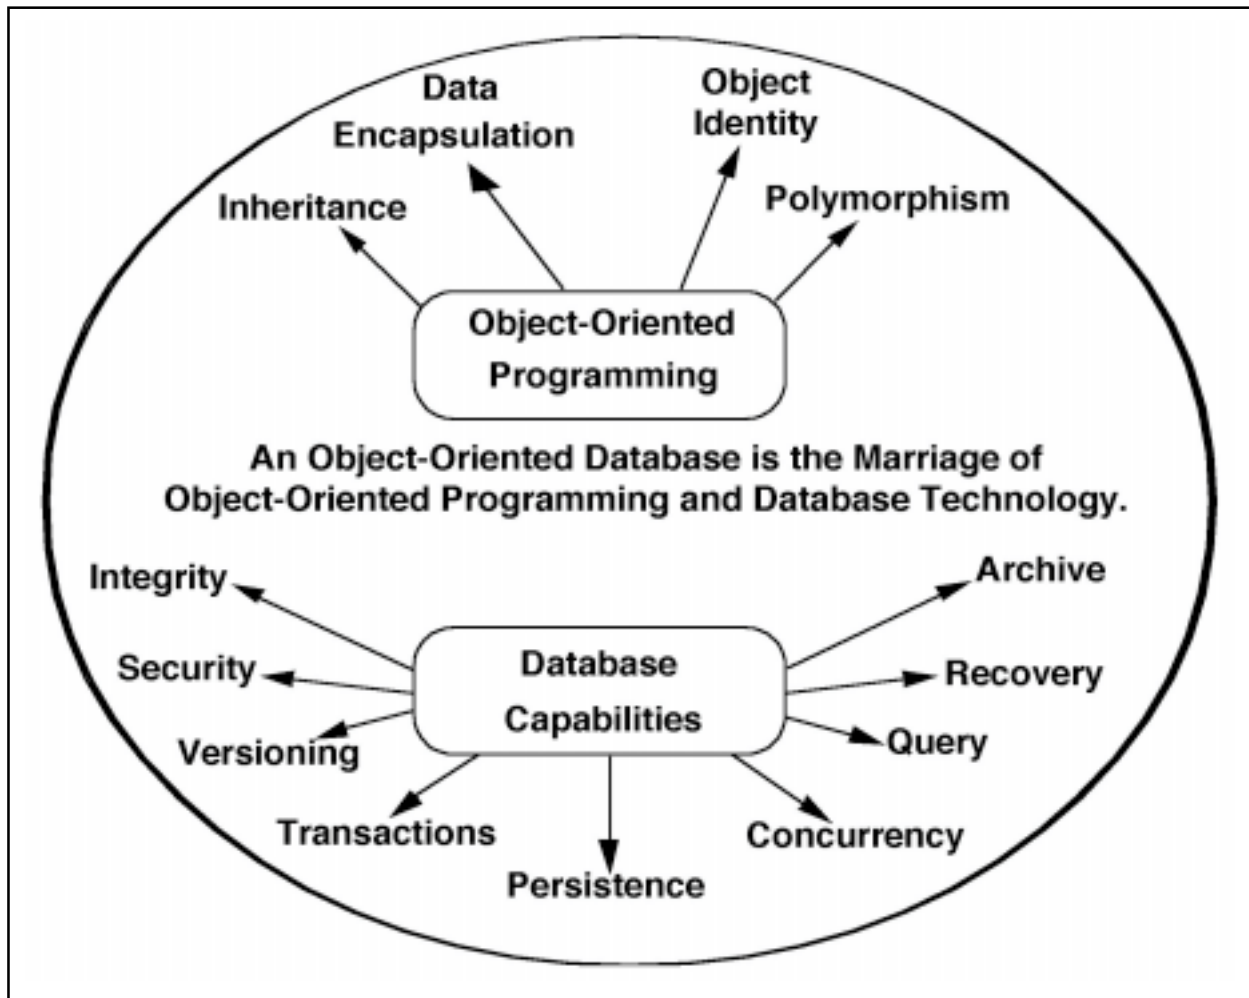 Data
Encapsulation
Object
Identity
Inheritance
Polymorphism
Object-Oriented
Programming
An Object-Oriented Database is the Marriage of
Object-Oriented Programming and Database Technology.
Integrity
Archive
Security
Database
Capabilities
Recovery
Versioning
Query
Transactions
Concurrency
Persistence